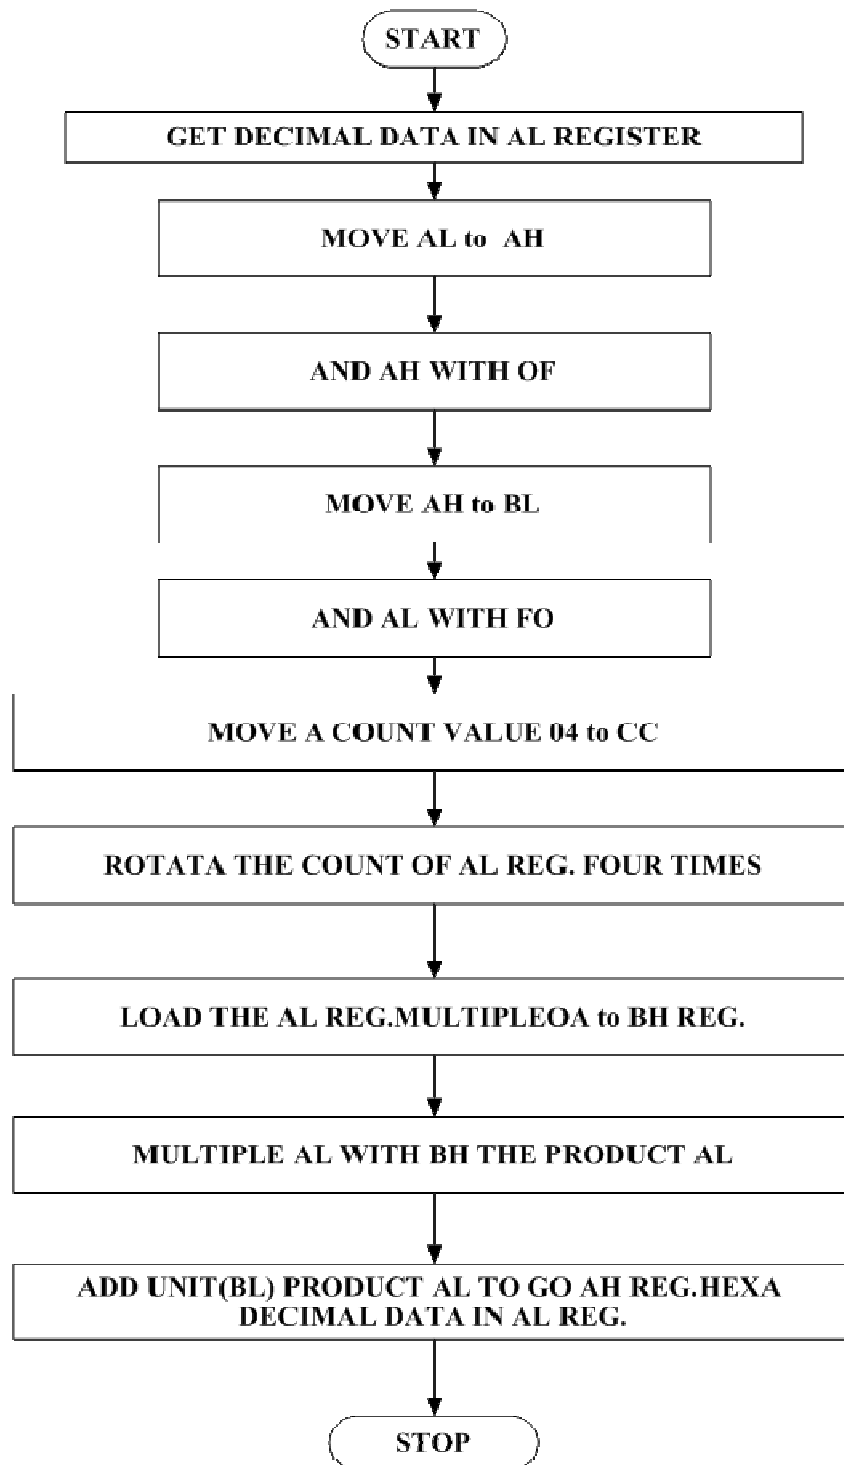 START
GET DECIMAL DATA IN AL REGISTER
MOVE AL to AH
AND AH WITH OF
MOVE AH to BL
AND AL WITH FO
MOVE A COUNT VALUE 04 to CC
ROTATA THE COUNT OF AL REG. FOUR TIMES
LOAD THE AL REG.MULTIPLEOA to BH REG.
MULTIPLE AL WITH BH THE PRODUCT AL
ADD UNIT(BL) PRODUCT AL TO GO AH REG.HEXA
DECIMAL DATA IN AL REG.
STOP